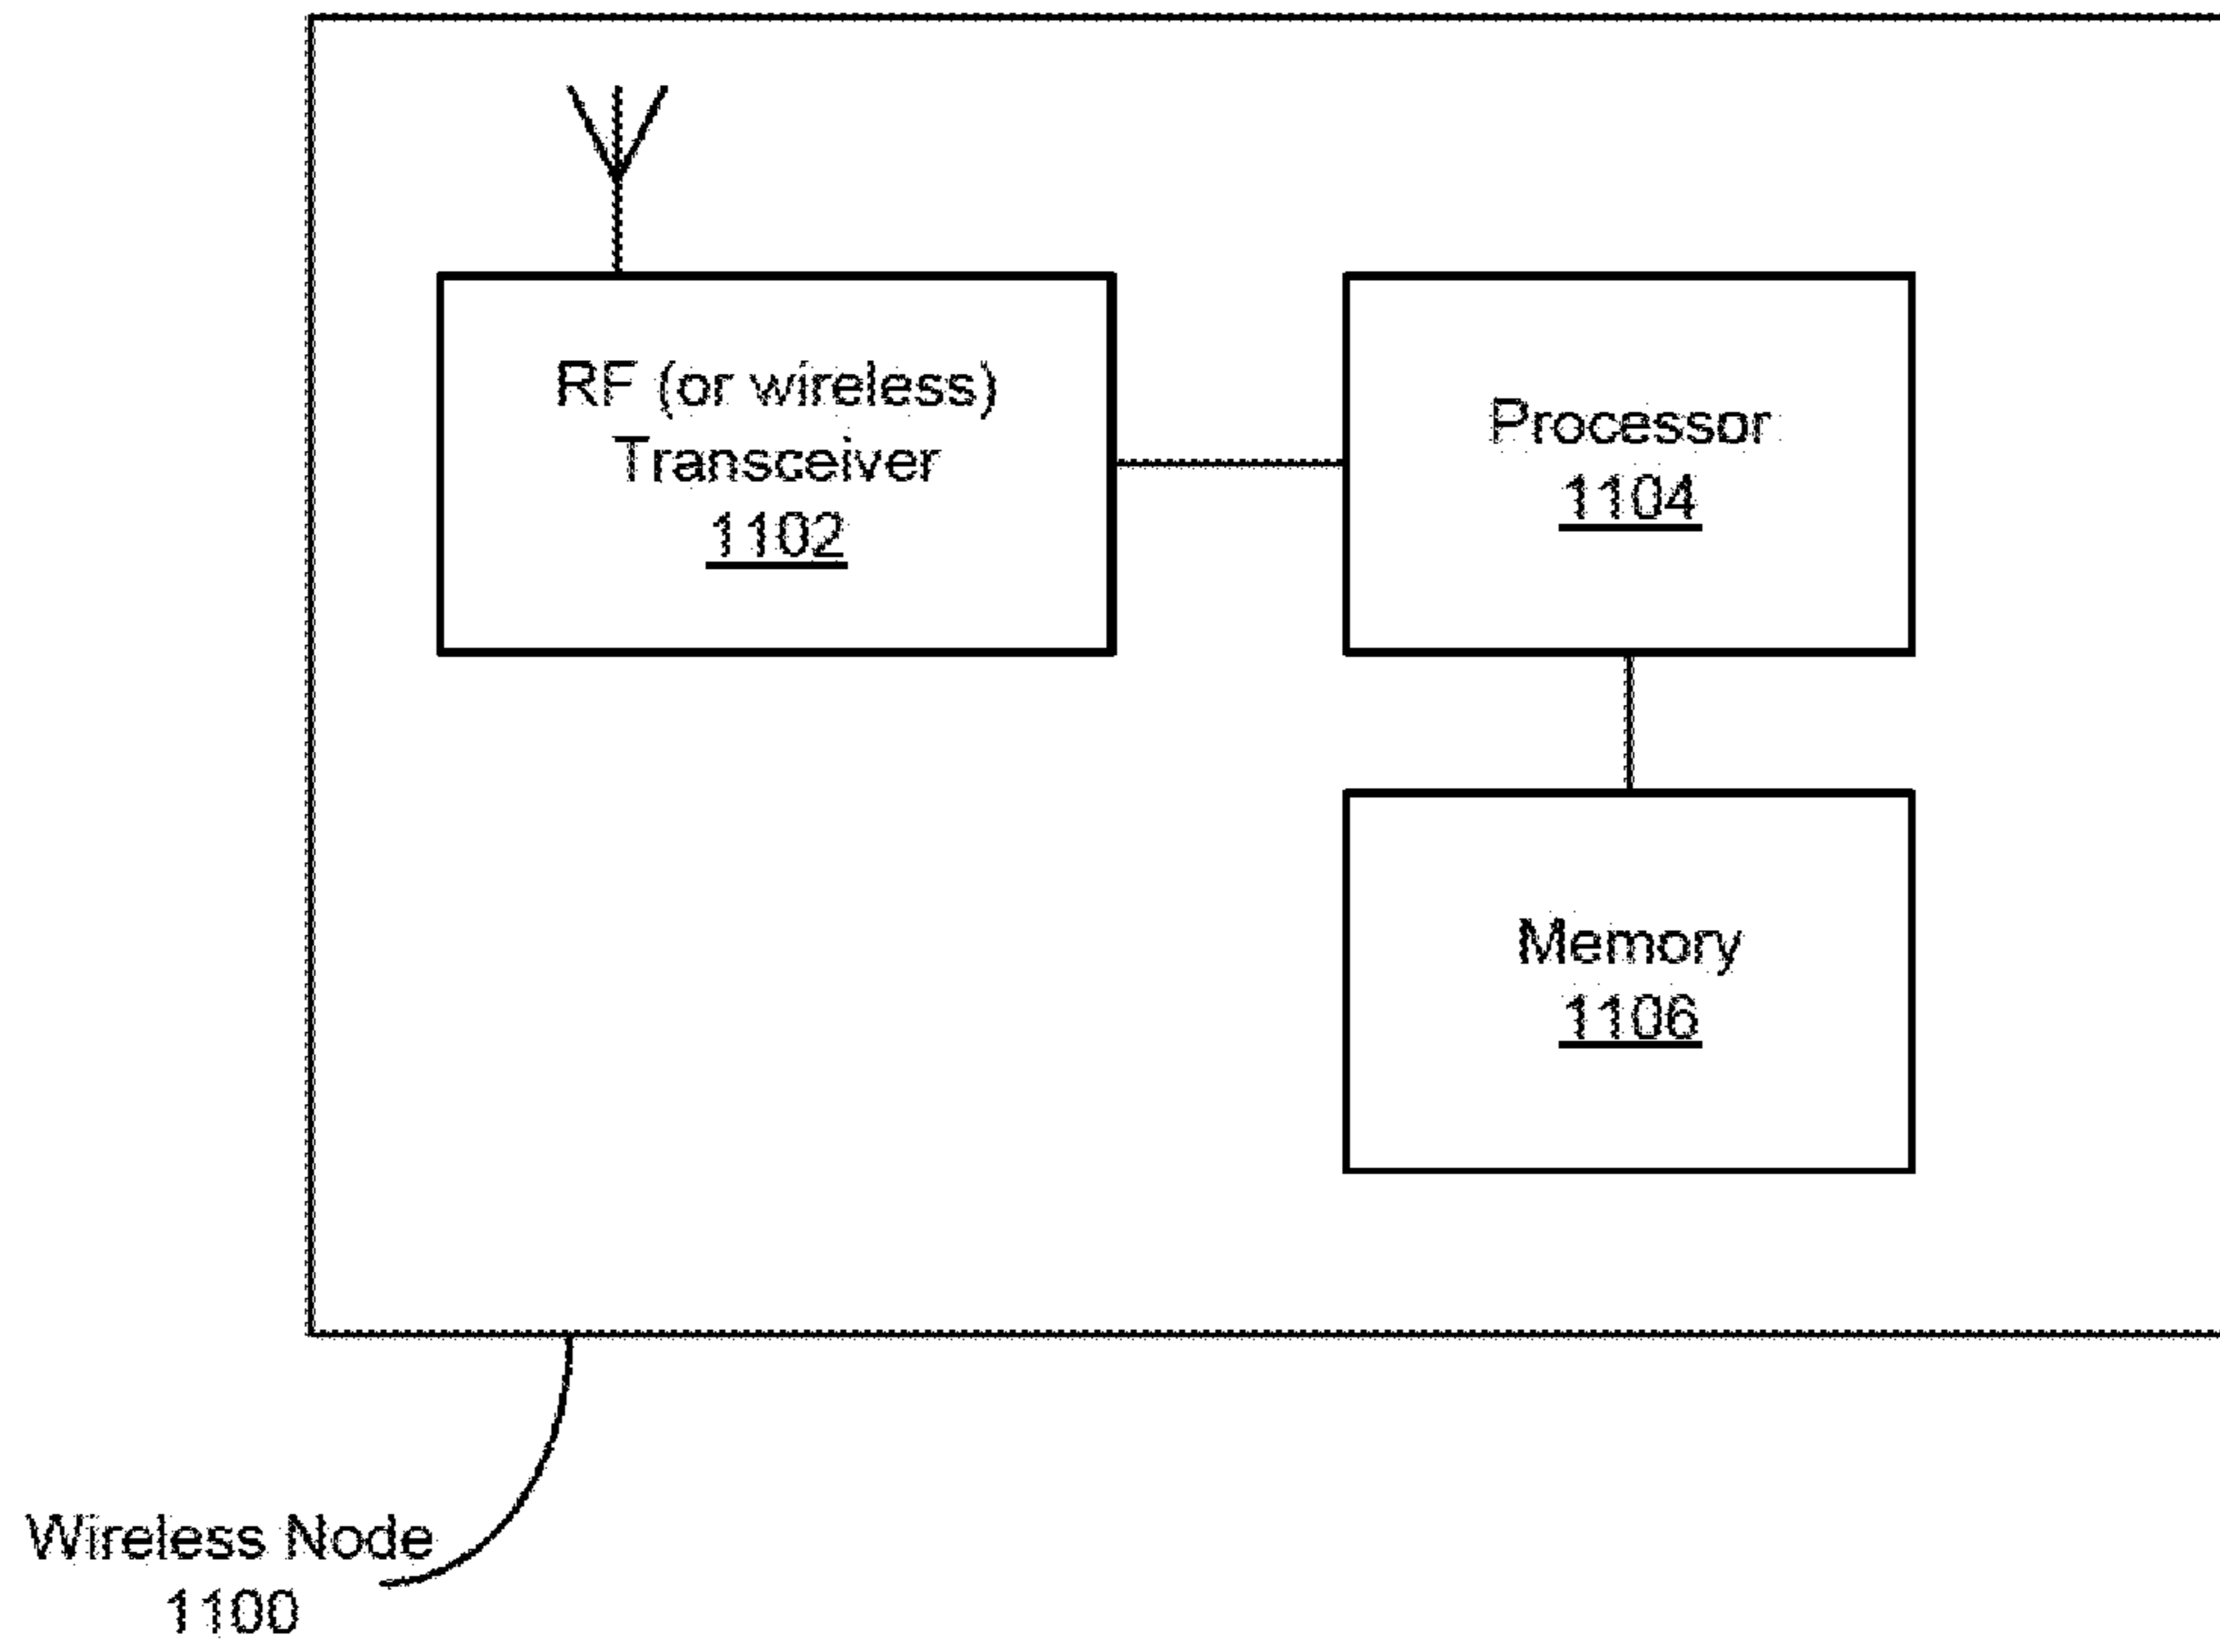 RF (or wireless)
Transceiver
1102
Processor
1104
Memory
1106
Wireless Node
1100